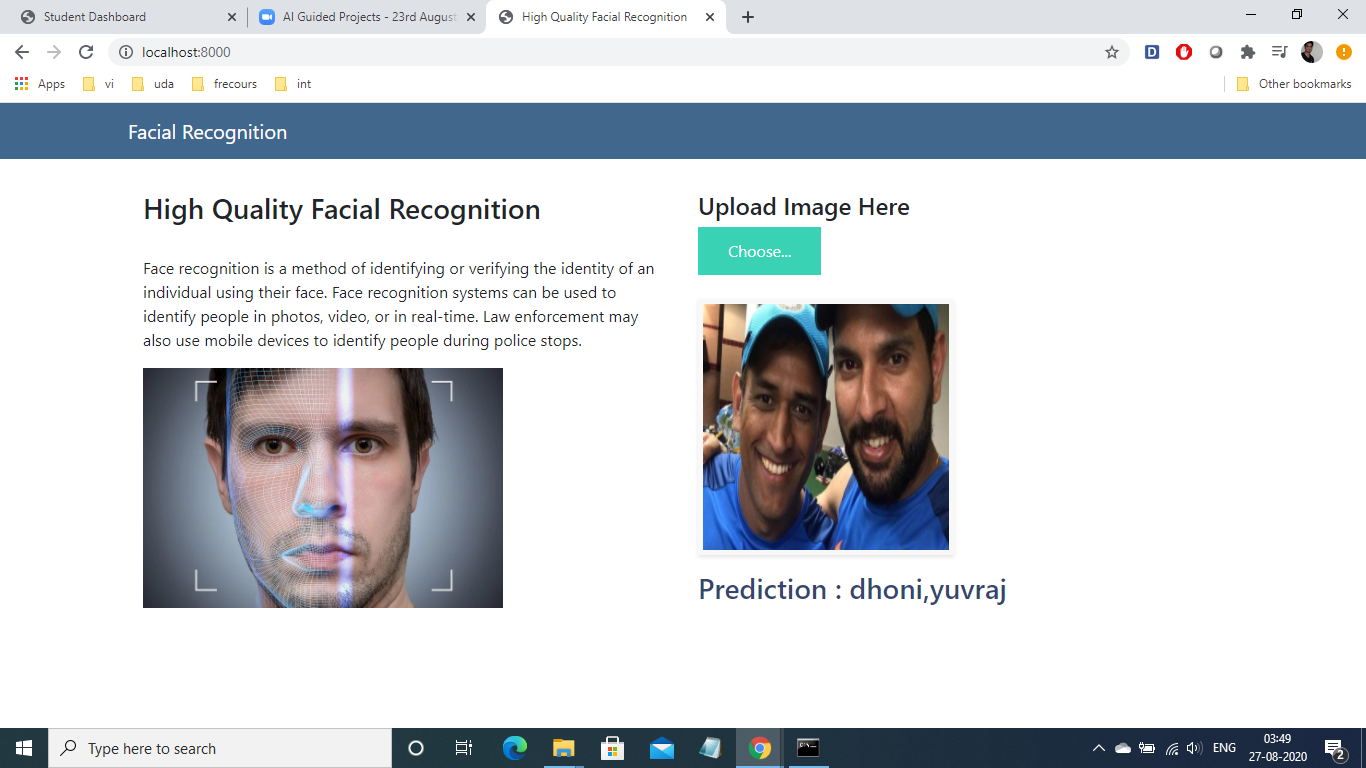 Student Dashboard
AI Guided Projects - 23rd August
High Quality Facial Recognition
localhost:8000
Apps
vi
uda
frecours
int
Other bookmarks
Facial Recognition
High Quality Facial Recognition
Face recognition is a method of identifying or verifying the identity of an
individual using their face. Face recognition systems can be used to
identify people in photos, video, or in real-time. Law enforcement may
also use mobile devices to identify people during police stops.
Upload Image Here
Choose...
Prediction : dhoni,yuvraj
Type here to search
ENG
03:49
27-08-2020
2